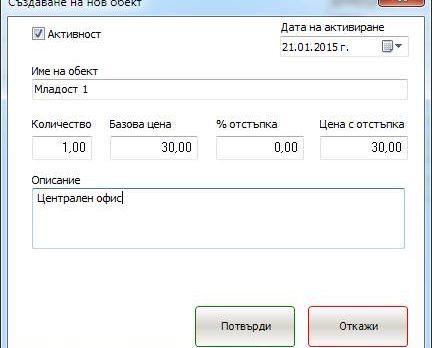 Създаване на нов обект
Активност
Дата на активиране
21.01.2015 г.
Име на обект
Младост 1
Количество Базова цена % отстъпка Цена с отстъпка
1,00 30,00 0,00 30,00
Описание
Централен офис
Потвърди Откажи